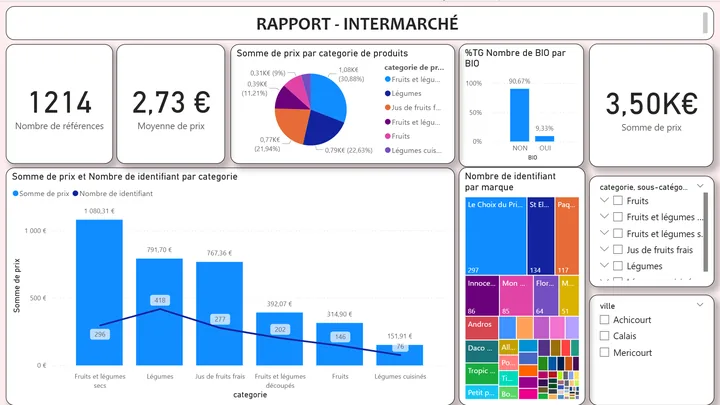 RAPPORT - INTERMARCHÉ
1214
Nombre de références
2,73 €
Moyenne de prix
Somme de prix par categorie de produits
0,31K€ (9%)
0,39K€
(11,21%)
0,77K€
(21,94%)
1,08K€
(30,88%)
0,79K€ (22,63%)
categorie de pr...
Fruits et légu...
Légumes
Jus de fruits f...
Fruits et légu...
Fruits
Légumes cuis...
%TG Nombre de BIO par
BIO
100%
50%
0%
90.67%
9.33%
NON
OUI
BIO
3,50K€
Somme de prix
Somme de prix et Nombre de identifiant par categorie
Somme de prix
Nombre de identifiant
Somme de prix
1 000 €
500 €
0 €
1 080,31 €
791,70 €
767,36 €
392,07 €
314,90 €
151,91 €
296
418
277
202
146
76
Fruits et légumes
secs
Légumes
Jus de fruits frais
Fruits et légumes
découpés
Fruits
Légumes cuisinés
categorie
Nombre de identifiant
par marque
Le Choix du Pri...
297
St El...
134
Paq...
117
Innoce...
86
Mon ...
85
Flor...
64
M...
51
Andros
Daco ...
Tropic ...
Petit p...
All...
Po...
Ti...
Bo...
categorie, sous-catégo...
Fruits
Fruits et légumes ...
Fruits et légumes s...
Jus de fruits frais
Légumes
ville
Achicourt
Calais
Mericourt